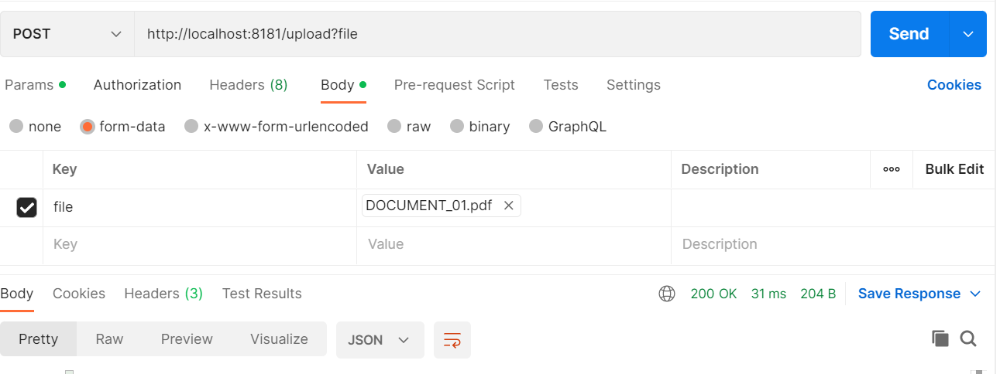 POST http://localhost:8181/upload?file Send
Params Authorization Headers (8) Body Pre-request Script Tests Settings Cookies
none form-data x-www-form-urlencoded raw binary GraphQL
Key Value Description ooo Bulk Edit
file DOCUMENT_01.pdf
Key Value Description
Body Cookies Headers (3) Test Results 200 OK 31 ms 204 B Save Response
Pretty Raw Preview Visualize JSON